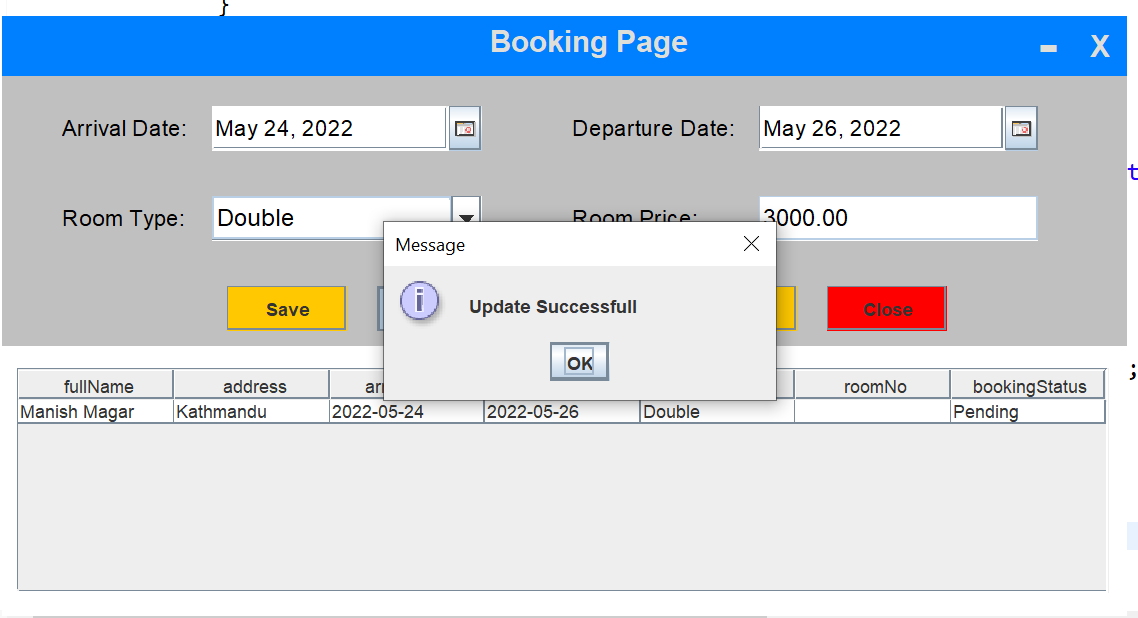 }
Booking Page
- X
Arrival Date: May 24, 2022 Departure Date: May 26, 2022
t
Room Type: Double Room Price: 3000.00
Message
i
Update Successfull
Save Close
OK
;
fullName address arr roomNo bookingStatus
Manish Magar Kathmandu 2022-05-24 2022-05-26 Double Pending